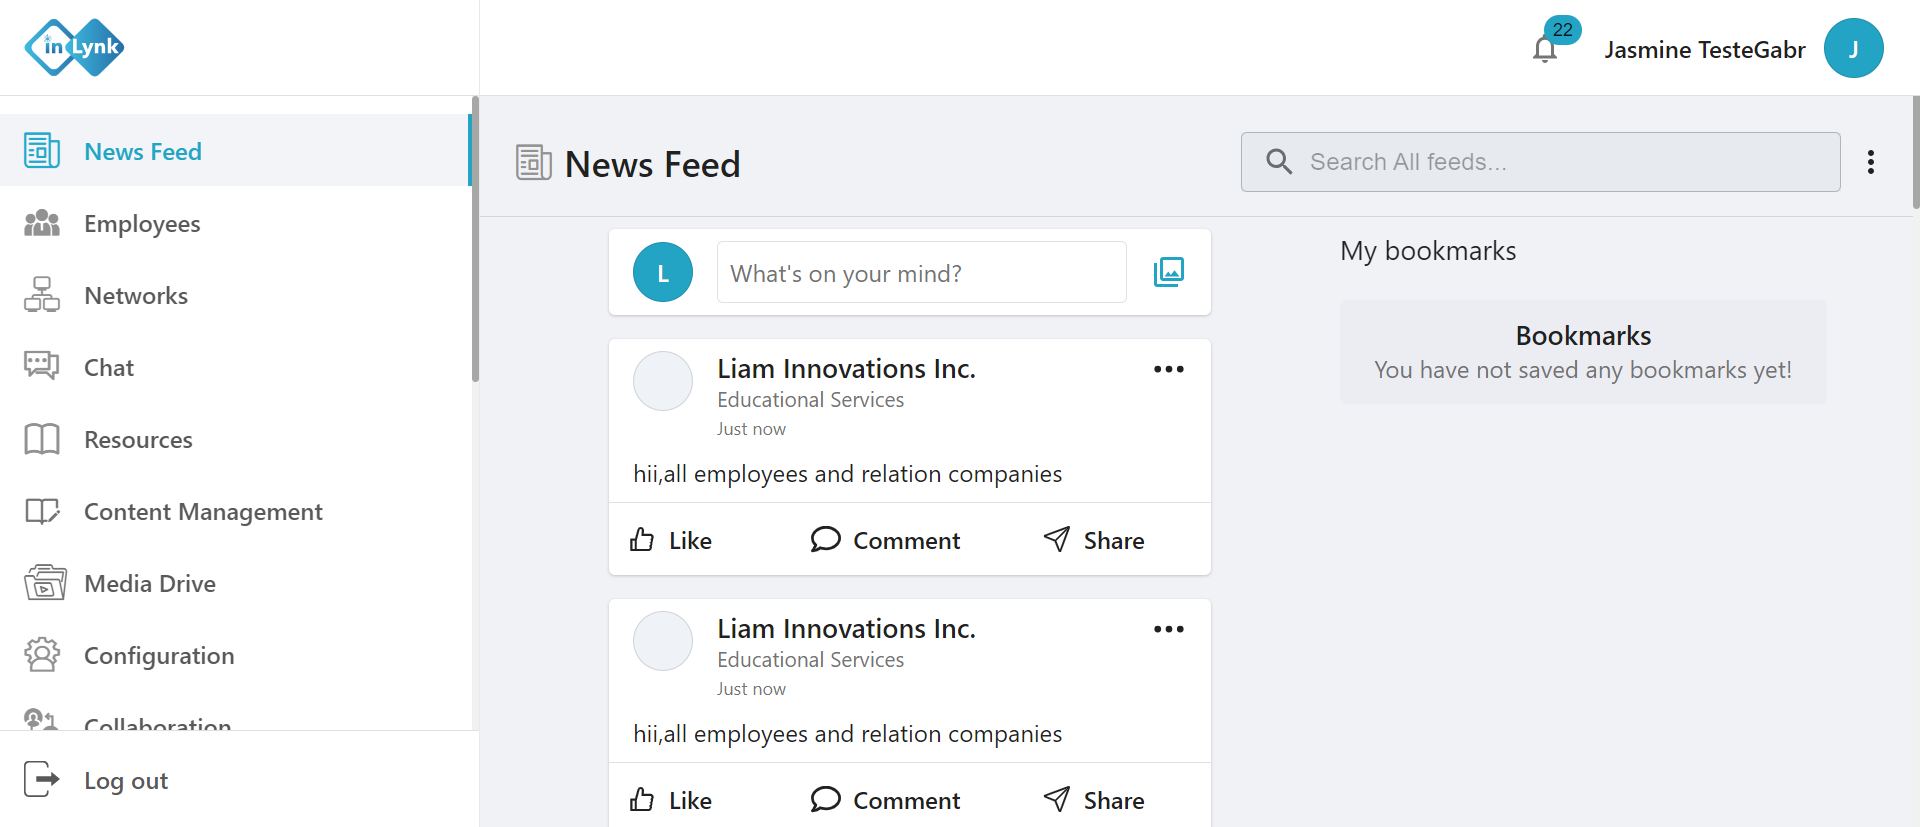 inLynk
22
Jasmine TesteGabr
J
News Feed
Employees
Networks
Chat
Resources
Content Management
Media Drive
Configuration
Collaboration
Log out
News Feed
Search All feeds...
L
What's on your mind?
Liam Innovations Inc.
Educational Services
Just now
hii,all employees and relation companies
Like
Comment
Share
Liam Innovations Inc.
Educational Services
Just now
hii,all employees and relation companies
Like
Comment
Share
My bookmarks
Bookmarks
You have not saved any bookmarks yet!